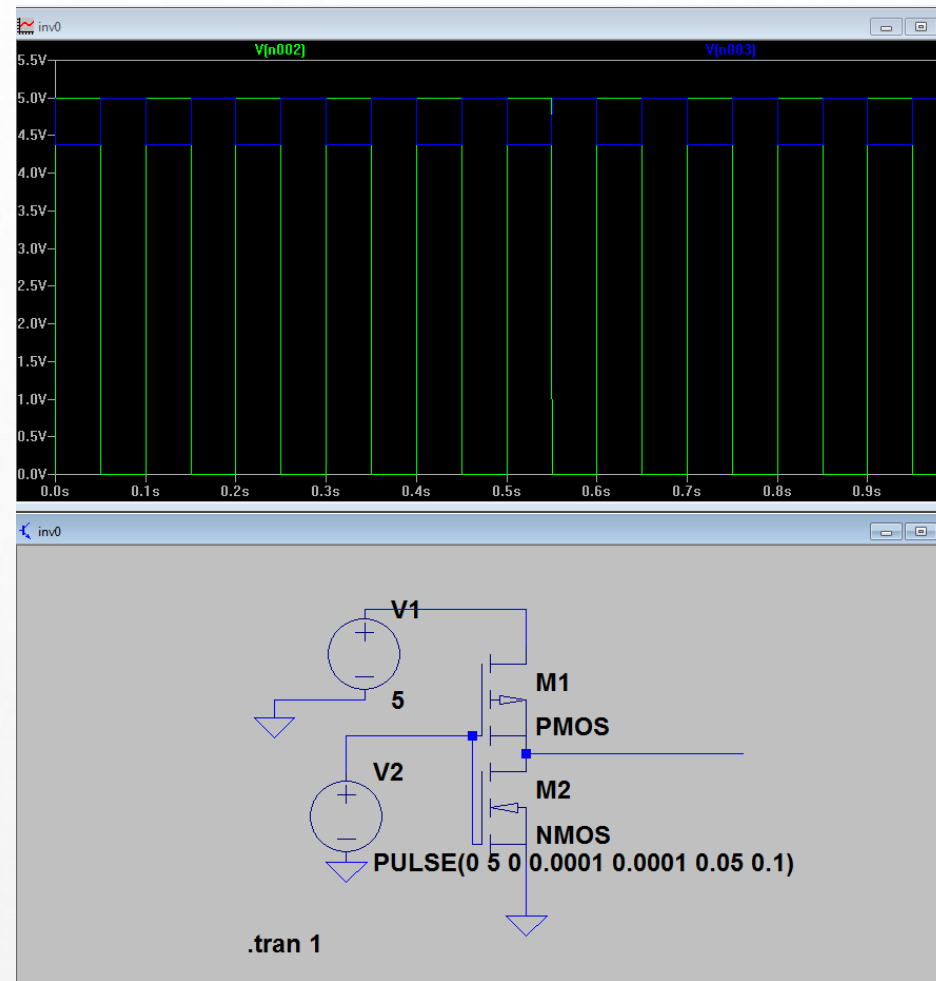 inv0
V(n002) V(n003)
5.5V
5.0V
4.5V
4.0V
3.5V
3.0V
2.5V
2.0V
1.5V
1.0V
0.5V
0.0V
0.0s 0.1s 0.2s 0.3s 0.4s 0.5s 0.6s 0.7s 0.8s 0.9s
inv0
V1
5
M1
PMOS
V2
M2
NMOS
PULSE(0 5 0 0.0001 0.0001 0.05 0.1)
.tran 1